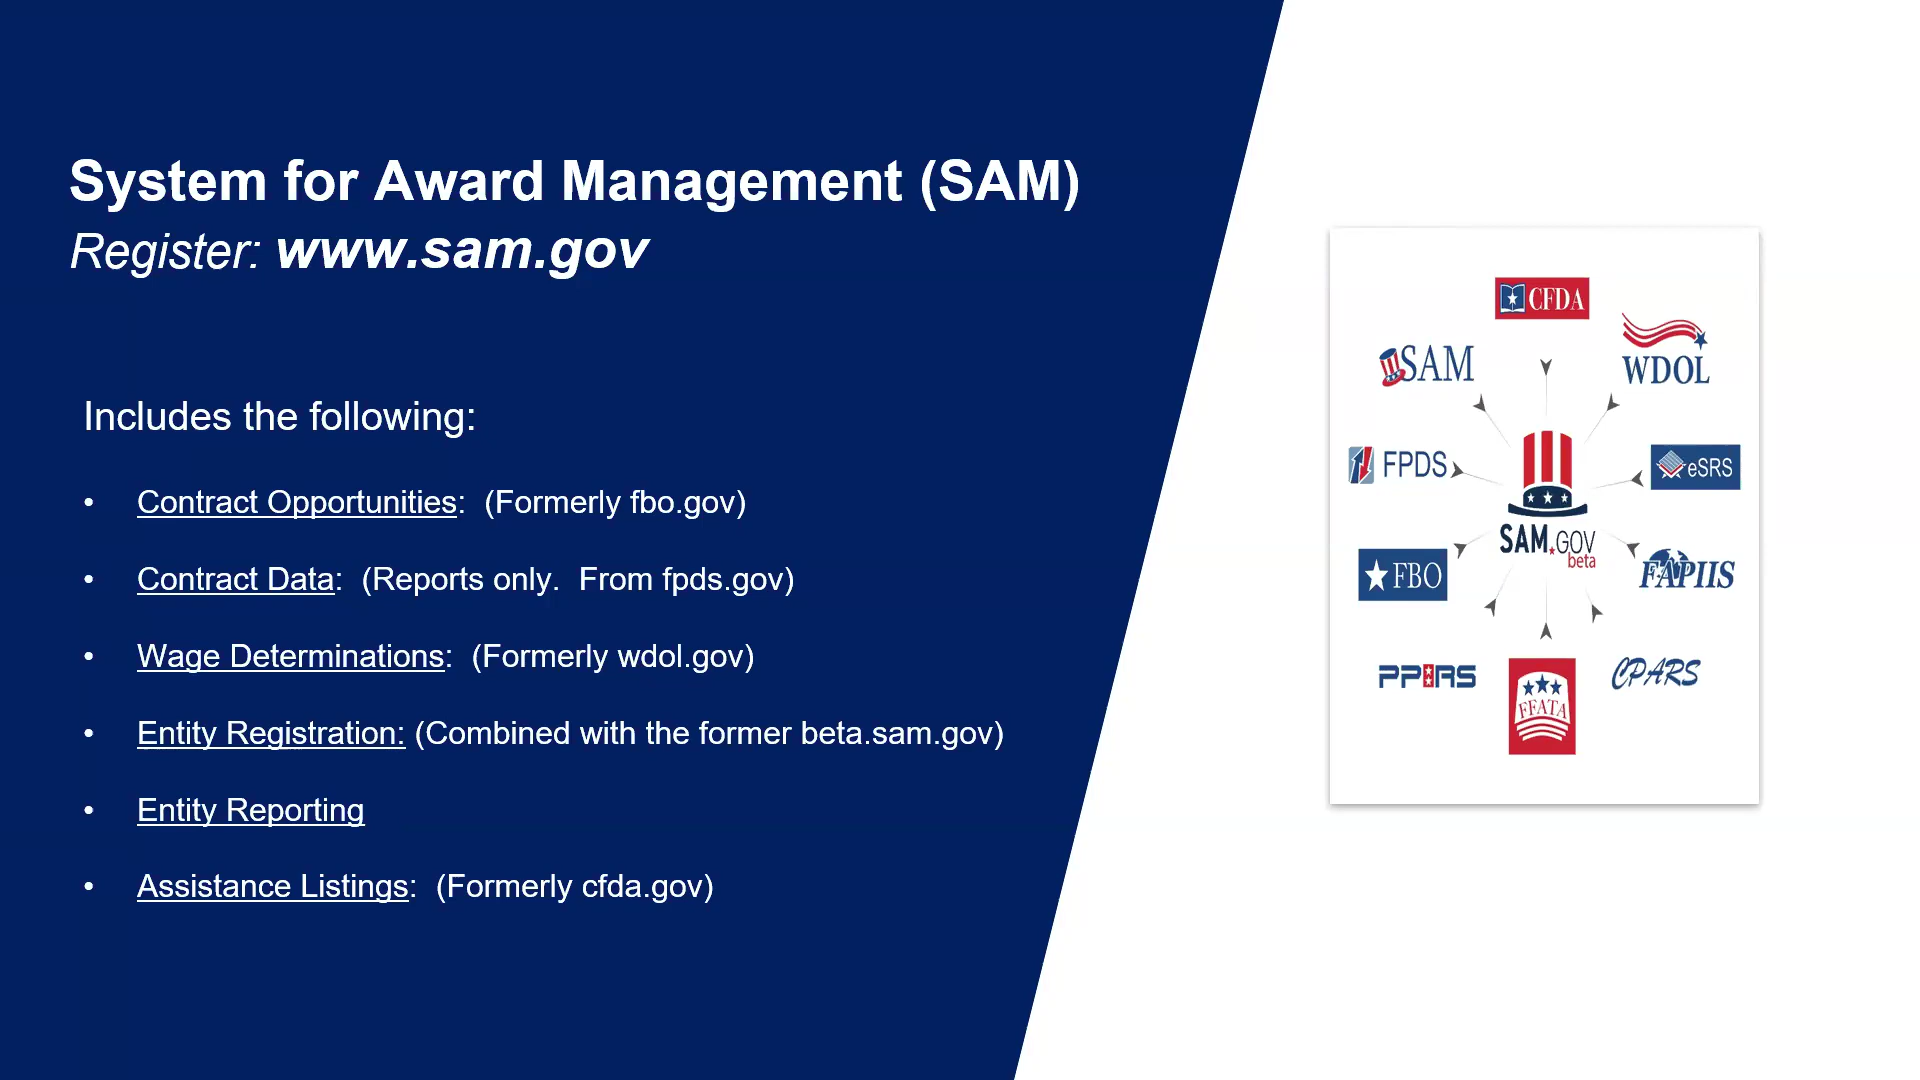 System for Award Management (SAM)
Register: www.sam.gov
Includes the following:
• Contract Opportunities: (Formerly fbo.gov)
• Contract Data: (Reports only. From fpds.gov)
• Wage Determinations: (Formerly wdol.gov)
• Entity Registration: (Combined with the former beta.sam.gov)
• Entity Reporting
• Assistance Listings: (Formerly cfda.gov)
CFDA
WDOL
SAM
FPDS
eSRS
SAM.GOV
beta
FBO
FAPIIS
PPIRS
FFATA
CPARS